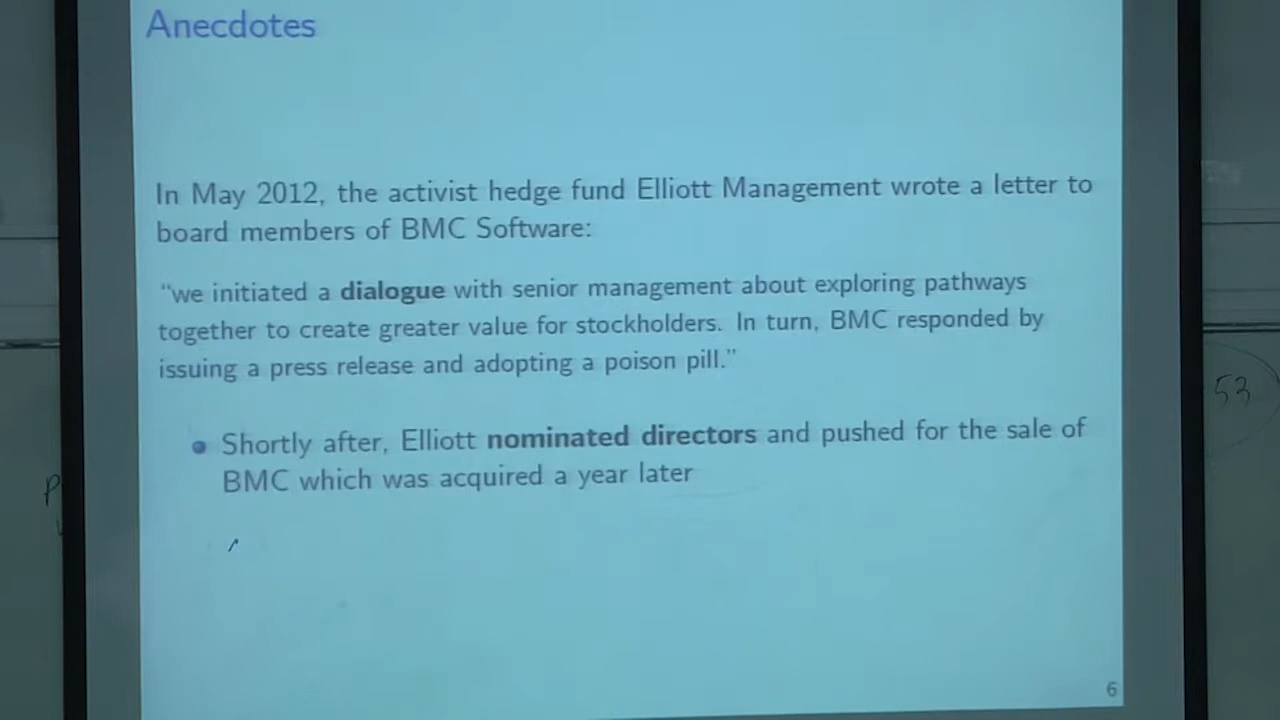 Anecdotes
In May 2012, the activist hedge fund Elliott Management wrote a letter to
board members of BMC Software:
“we initiated a dialogue with senior management about exploring pathways
together to create greater value for stockholders. In turn, BMC responded by
issuing a press release and adopting a poison pill.”
Shortly after, Elliott nominated directors and pushed for the sale of
BMC which was acquired a year later
6
53
P